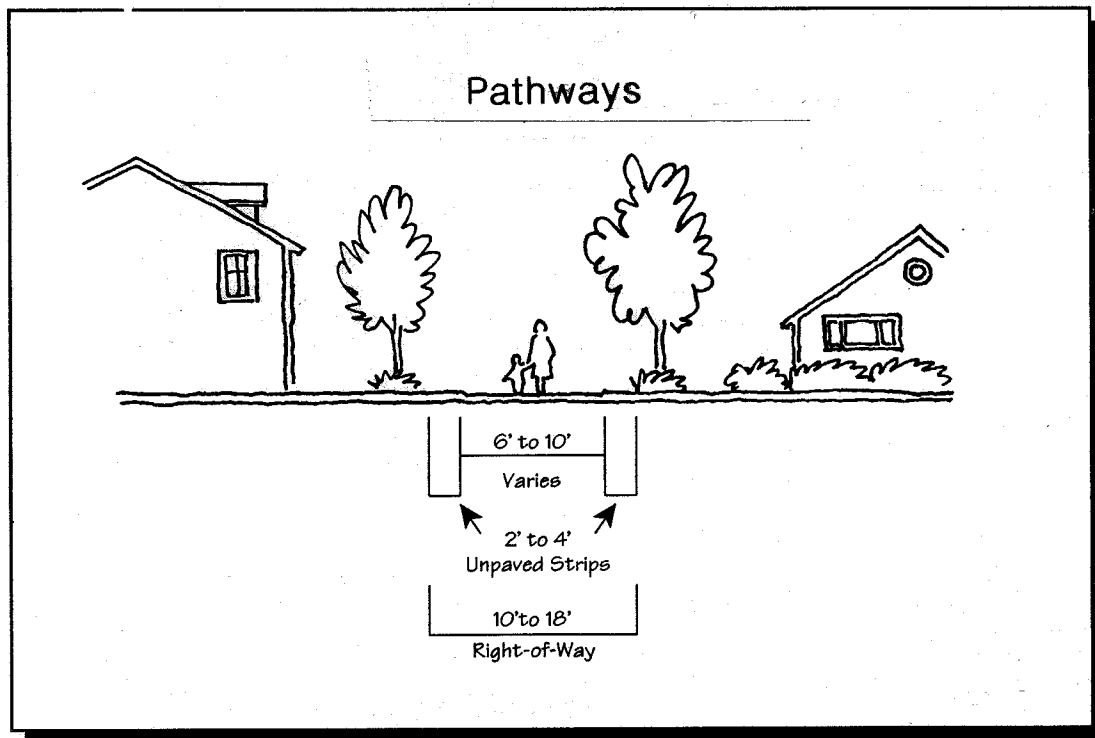 Pathways
6' to 10'
Varies
2' to 4'
Unpaved Strips
10'to 18'
Right-of-Way